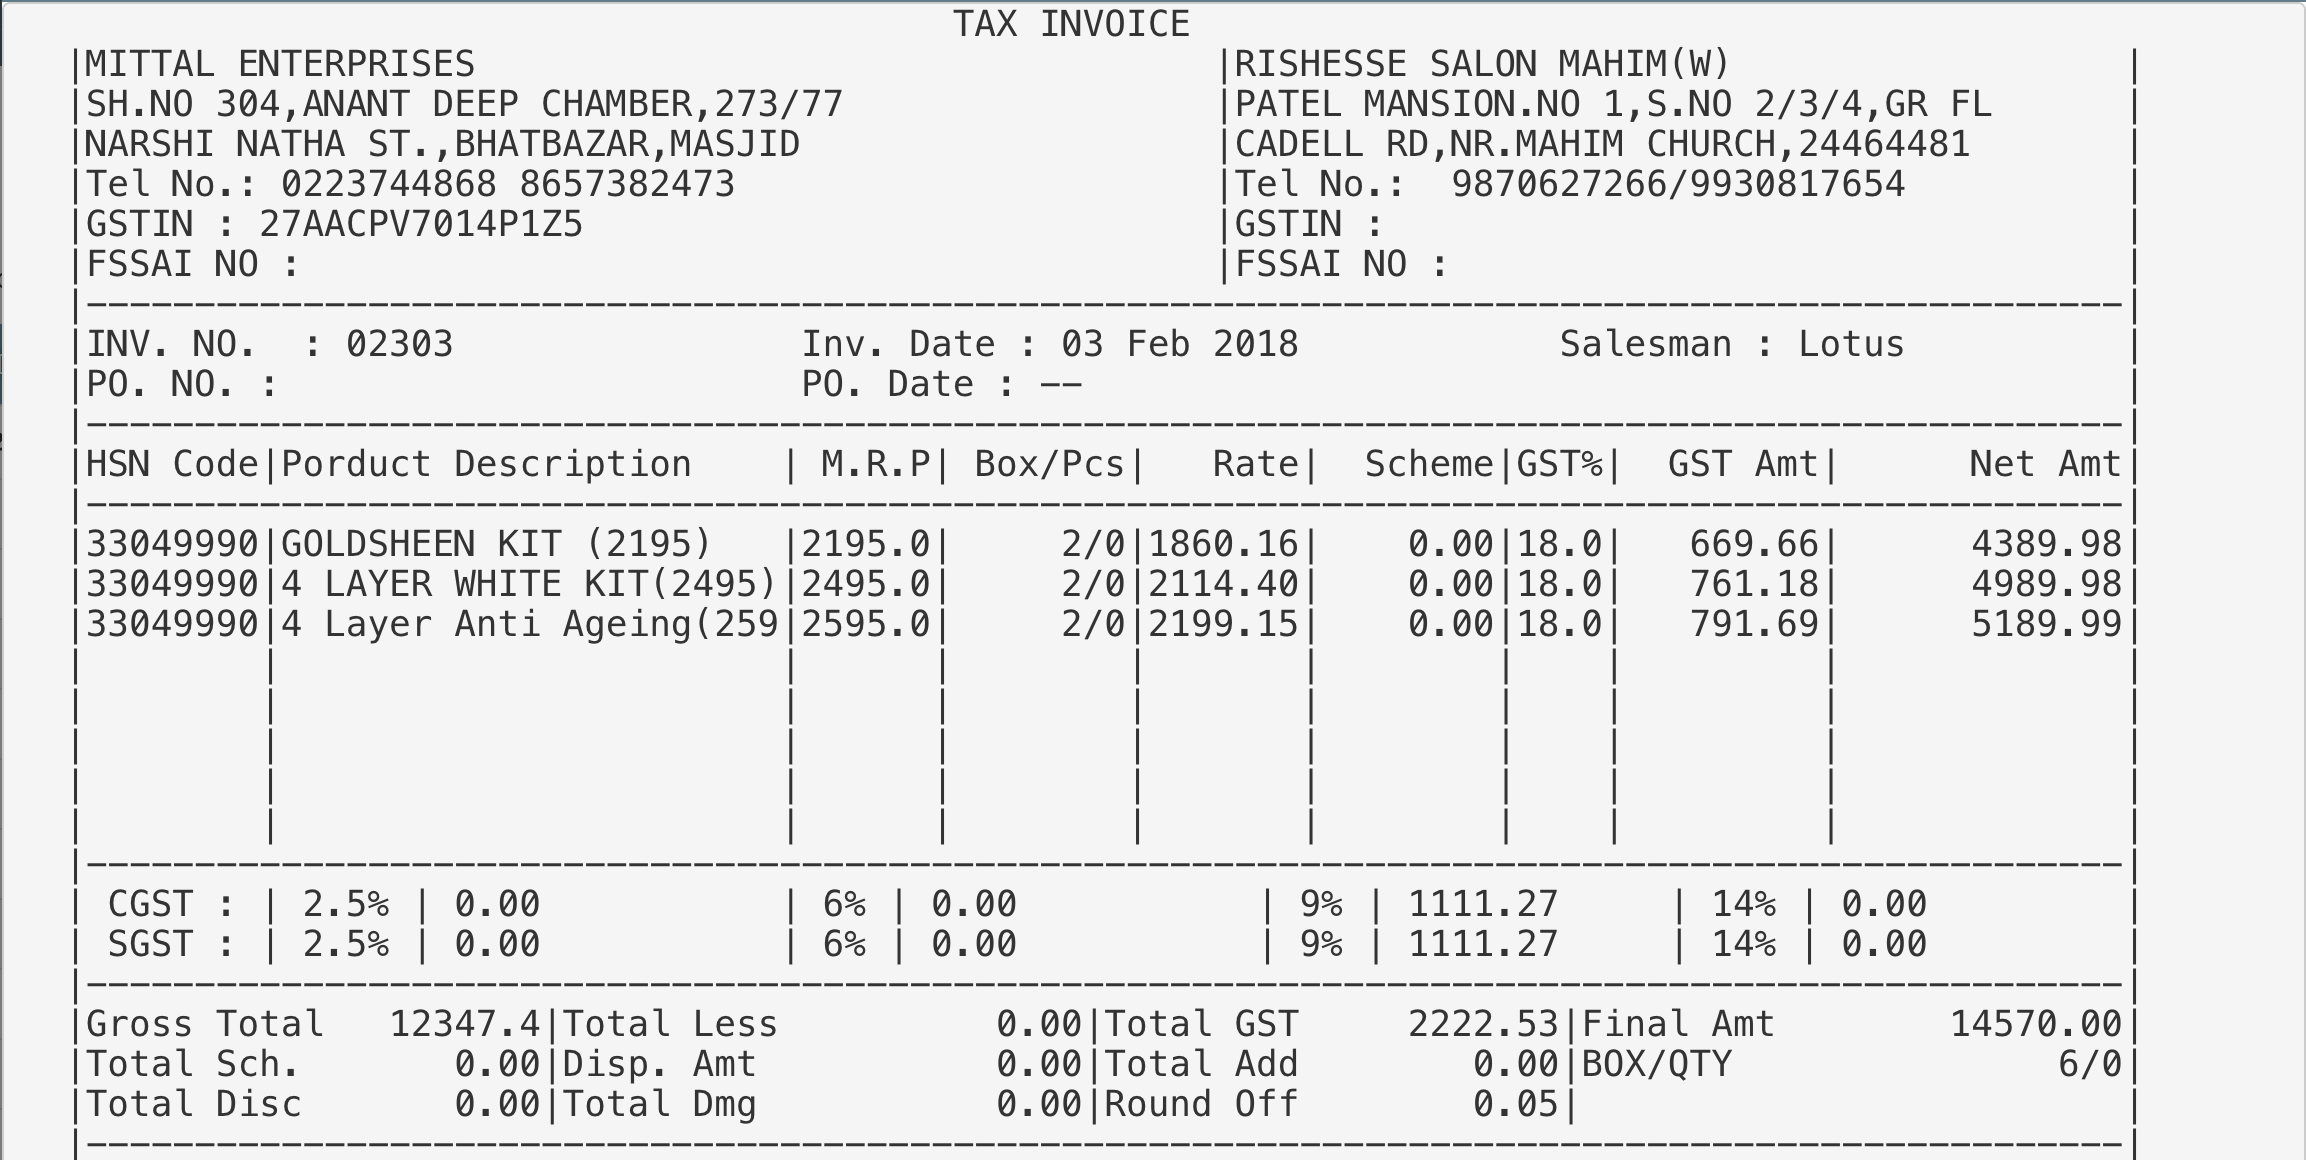 TAX INVOICE
|MITTAL ENTERPRISES |RISHESSE SALON MAHIM(W) |
|SH.NO 304,ANANT DEEP CHAMBER,273/77 |PATEL MANSION.NO 1,S.NO 2/3/4,GR FL |
|NARSHI NATHA ST.,BHATBAZAR,MASJID |CADELL RD,NR.MAHIM CHURCH,24464481 |
|Tel No.: 0223744868 8657382473 |Tel No.: 9870627266/9930817654 |
|GSTIN : 27AACPV7014P1Z5 |GSTIN : |
|FSSAI NO : |FSSAI NO : |
|INV. NO. : 02303 Inv. Date : 03 Feb 2018 Salesman : Lotus |
|PO. NO. : PO. Date : -- |
|HSN Code|Porduct Description | M.R.P| Box/Pcs| Rate| Scheme|GST%| GST Amt| Net Amt|
|33049990|GOLDSHEEN KIT (2195) |2195.0| 2/0|1860.16| 0.00|18.0| 669.66| 4389.98|
|33049990|4 LAYER WHITE KIT(2495)|2495.0| 2/0|2114.40| 0.00|18.0| 761.18| 4989.98|
|33049990|4 Layer Anti Ageing(259|2595.0| 2/0|2199.15| 0.00|18.0| 791.69| 5189.99|
| CGST : | 2.5% | 0.00 | 6% | 0.00 | 9% | 1111.27 | 14% | 0.00 |
| SGST : | 2.5% | 0.00 | 6% | 0.00 | 9% | 1111.27 | 14% | 0.00 |
|Gross Total 12347.4|Total Less 0.00|Total GST 2222.53|Final Amt 14570.00|
|Total Sch. 0.00|Disp. Amt 0.00|Total Add 0.00|BOX/QTY 6/0|
|Total Disc 0.00|Total Dmg 0.00|Round Off 0.05| |